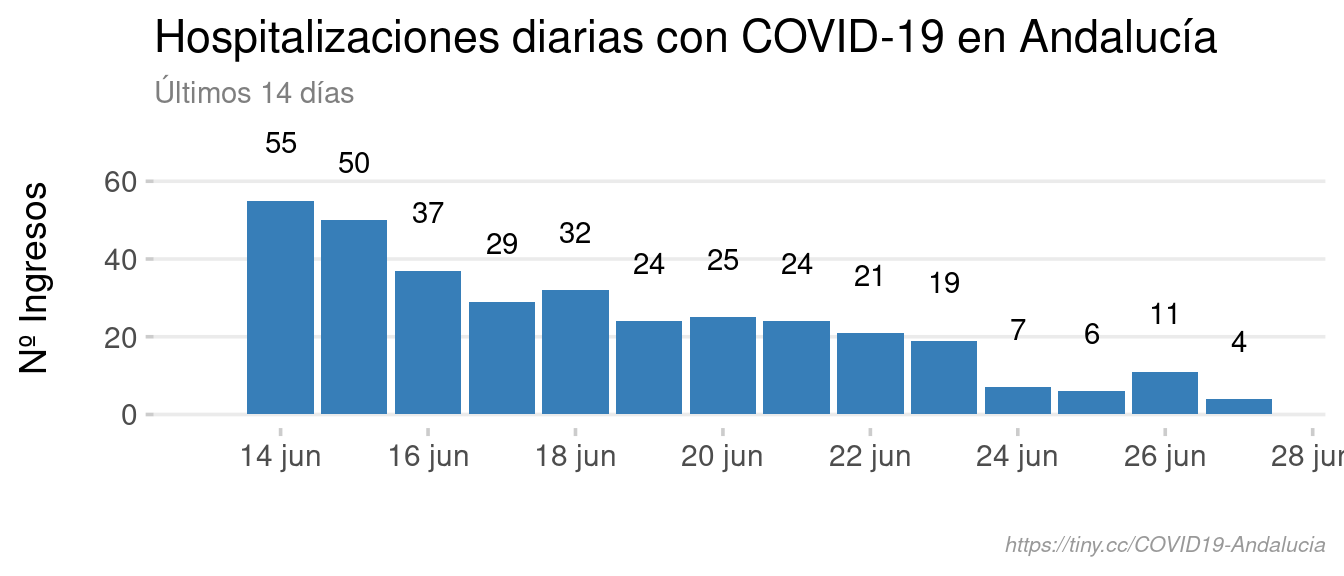 Hospitalizaciones diarias con COVID-19 en Andalucía
Últimos 14 días
Nº Ingresos
60
40
20
0
55
50
37
29
32
24
25
24
21
19
7
6
11
4
14 jun
16 jun
18 jun
20 jun
22 jun
24 jun
26 jun
28 jun
https://tiny.cc/COVID19-Andalucia